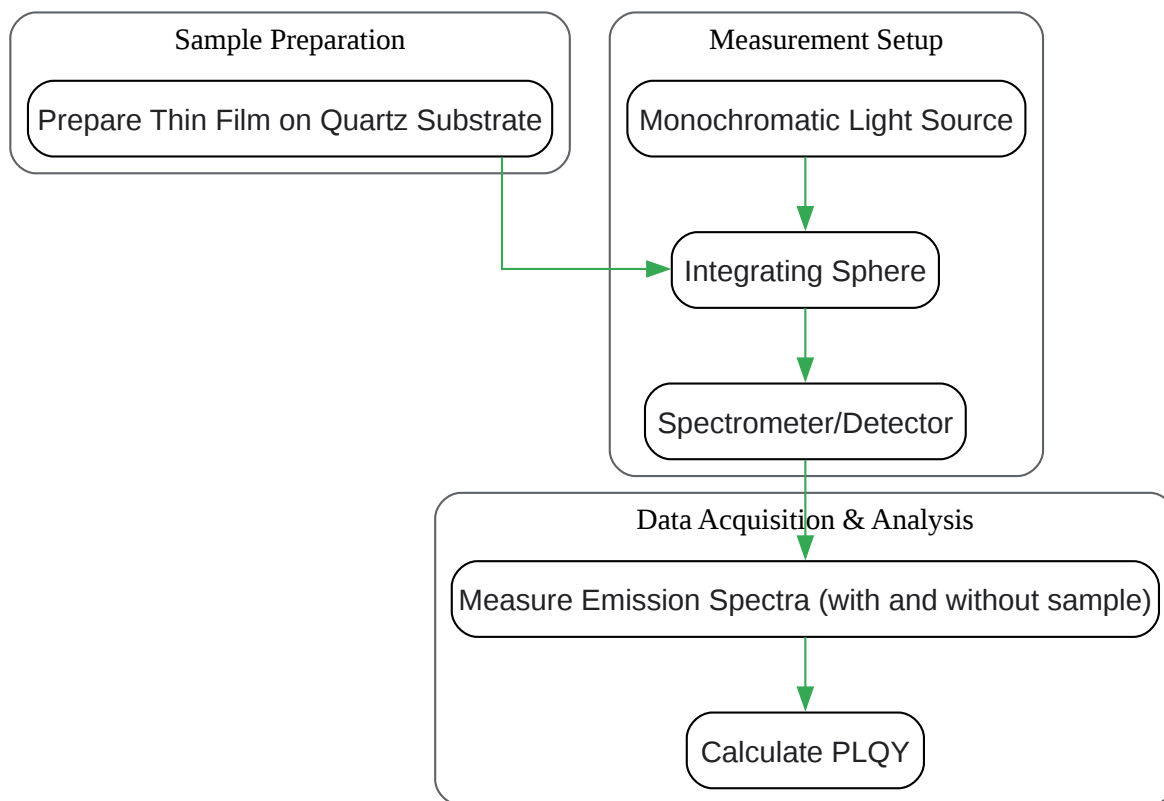 Sample Preparation
Prepare Thin Film on Quartz Substrate
Measurement Setup
Monochromatic Light Source
Integrating Sphere
Spectrometer/Detector
Data Acquisition & Analysis
Measure Emission Spectra (with and without sample)
Calculate PLQY